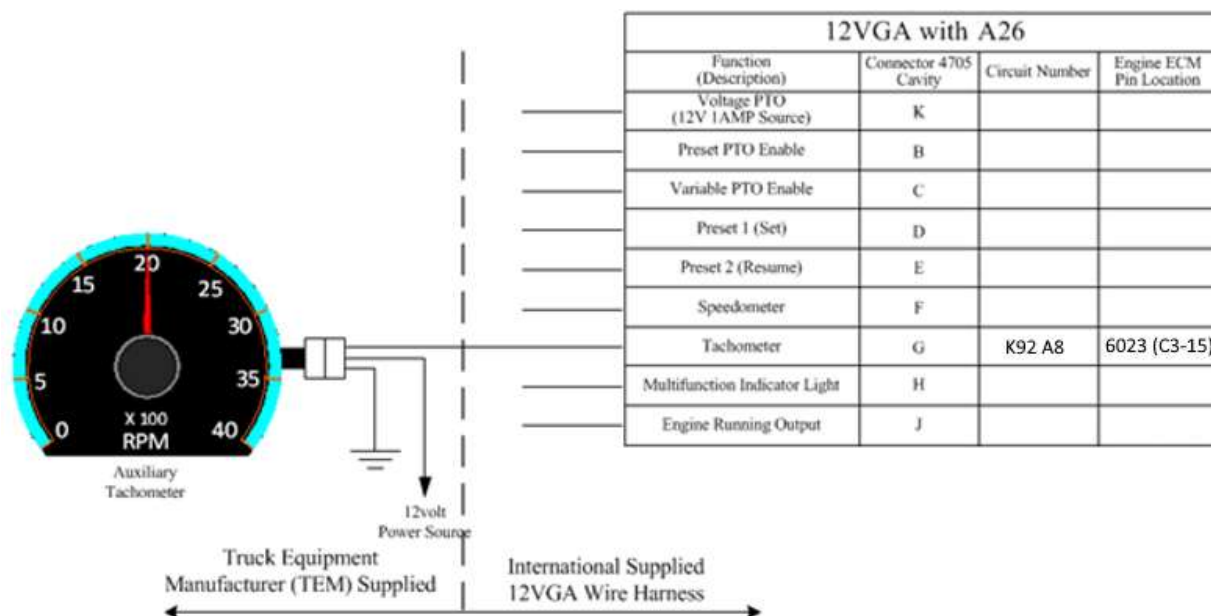 12VGA with A26
Function
(Description)
Connector 4705
Cavity
Circuit Number
Engine ECM
Pin Location
Voltage PTO
(12V 1AMP Source)
K
Preset PTO Enable
B
Variable PTO Enable
C
Preset 1 (Set)
D
Preset 2 (Resume)
E
Speedometer
F
Tachometer
G
K92 A8
6023 (C3-15)
Multifunction Indicator Light
H
Engine Running Output
J
0
5
10
15
20
25
30
35
40
X 100
RPM
Auxiliary
Tachometer
12volt
Power Source
Truck Equipment
Manufacturer (TEM) Supplied
International Supplied
12VGA Wire Harness